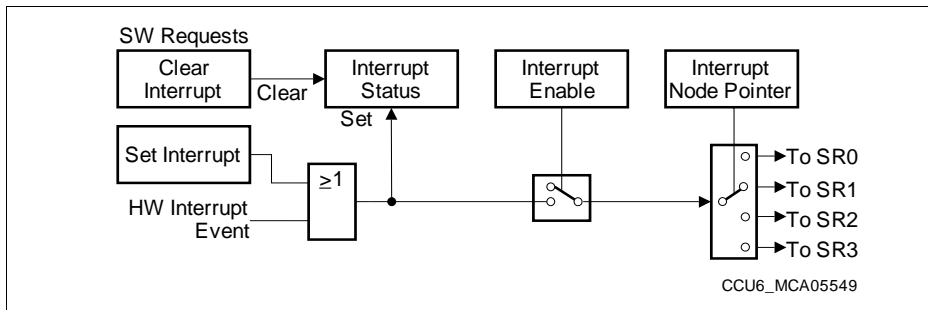 SW Requests
Clear
Interrupt
Clear
Interrupt
Status
Set
Interrupt
Enable
Interrupt
Node Pointer
Set Interrupt
≥1
HW Interrupt
Event
To SR0
To SR1
To SR2
To SR3
CCU6_MCA05549